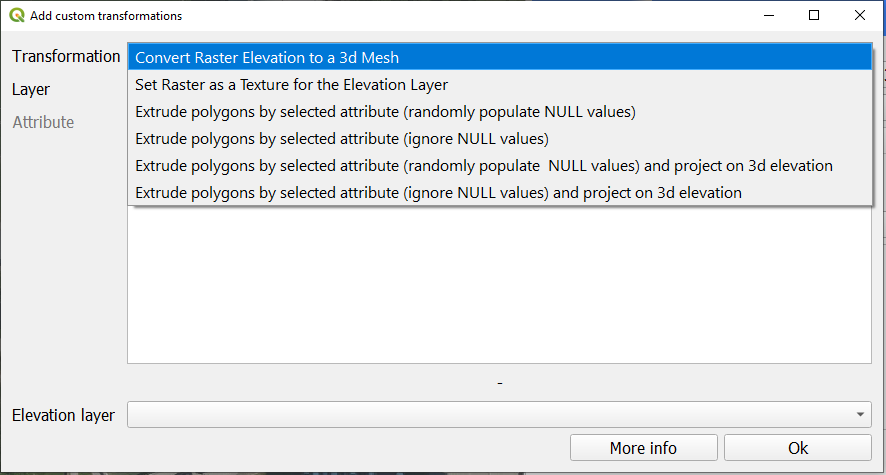 Add custom transformations
Transformation
Convert Raster Elevation to a 3d Mesh
Set Raster as a Texture for the Elevation Layer
Extrude polygons by selected attribute (randomly populate NULL values)
Extrude polygons by selected attribute (ignore NULL values)
Extrude polygons by selected attribute (randomly populate  NULL values) and project on 3d elevation
Extrude polygons by selected attribute (ignore NULL values) and project on 3d elevation
Layer
Attribute
-
Elevation layer
More info
Ok